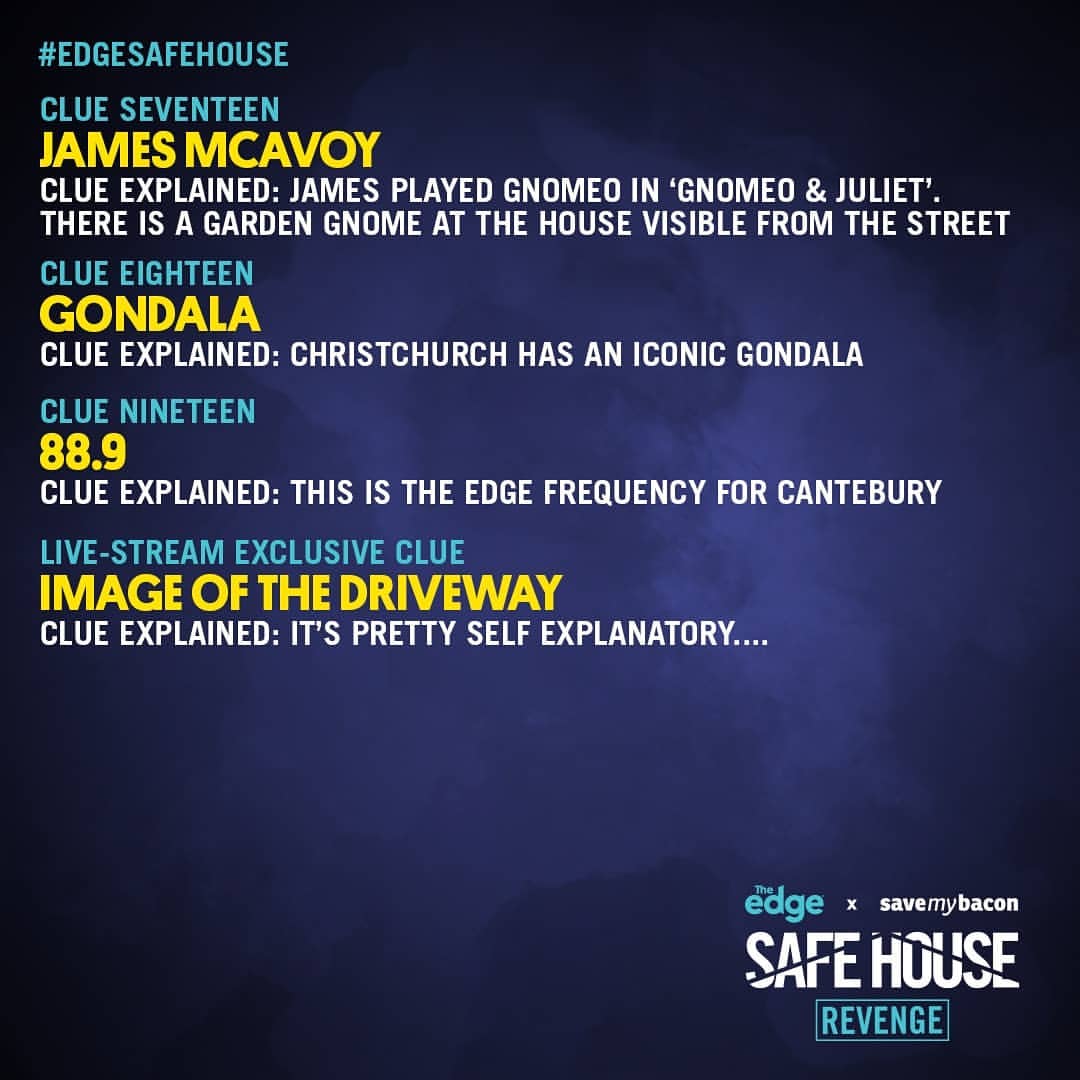 #EDGESAFEHOUSE
CLUE SEVENTEEN
JAMES MCAVOY
CLUE EXPLAINED: JAMES PLAYED GNOMEO IN ‘GNOMEO & JULIET’.
THERE IS A GARDEN GNOME AT THE HOUSE VISIBLE FROM THE STREET
CLUE EIGHTEEN
GONDALA
CLUE EXPLAINED: CHRISTCHURCH HAS AN ICONIC GONDALA
CLUE NINETEEN
88.9
CLUE EXPLAINED: THIS IS THE EDGE FREQUENCY FOR CANTEBURY
LIVE-STREAM EXCLUSIVE CLUE
IMAGE OF THE DRIVEWAY
CLUE EXPLAINED: IT’S PRETTY SELF EXPLANATORY....
The edge x savemybacon
SAFE HOUSE
REVENGE